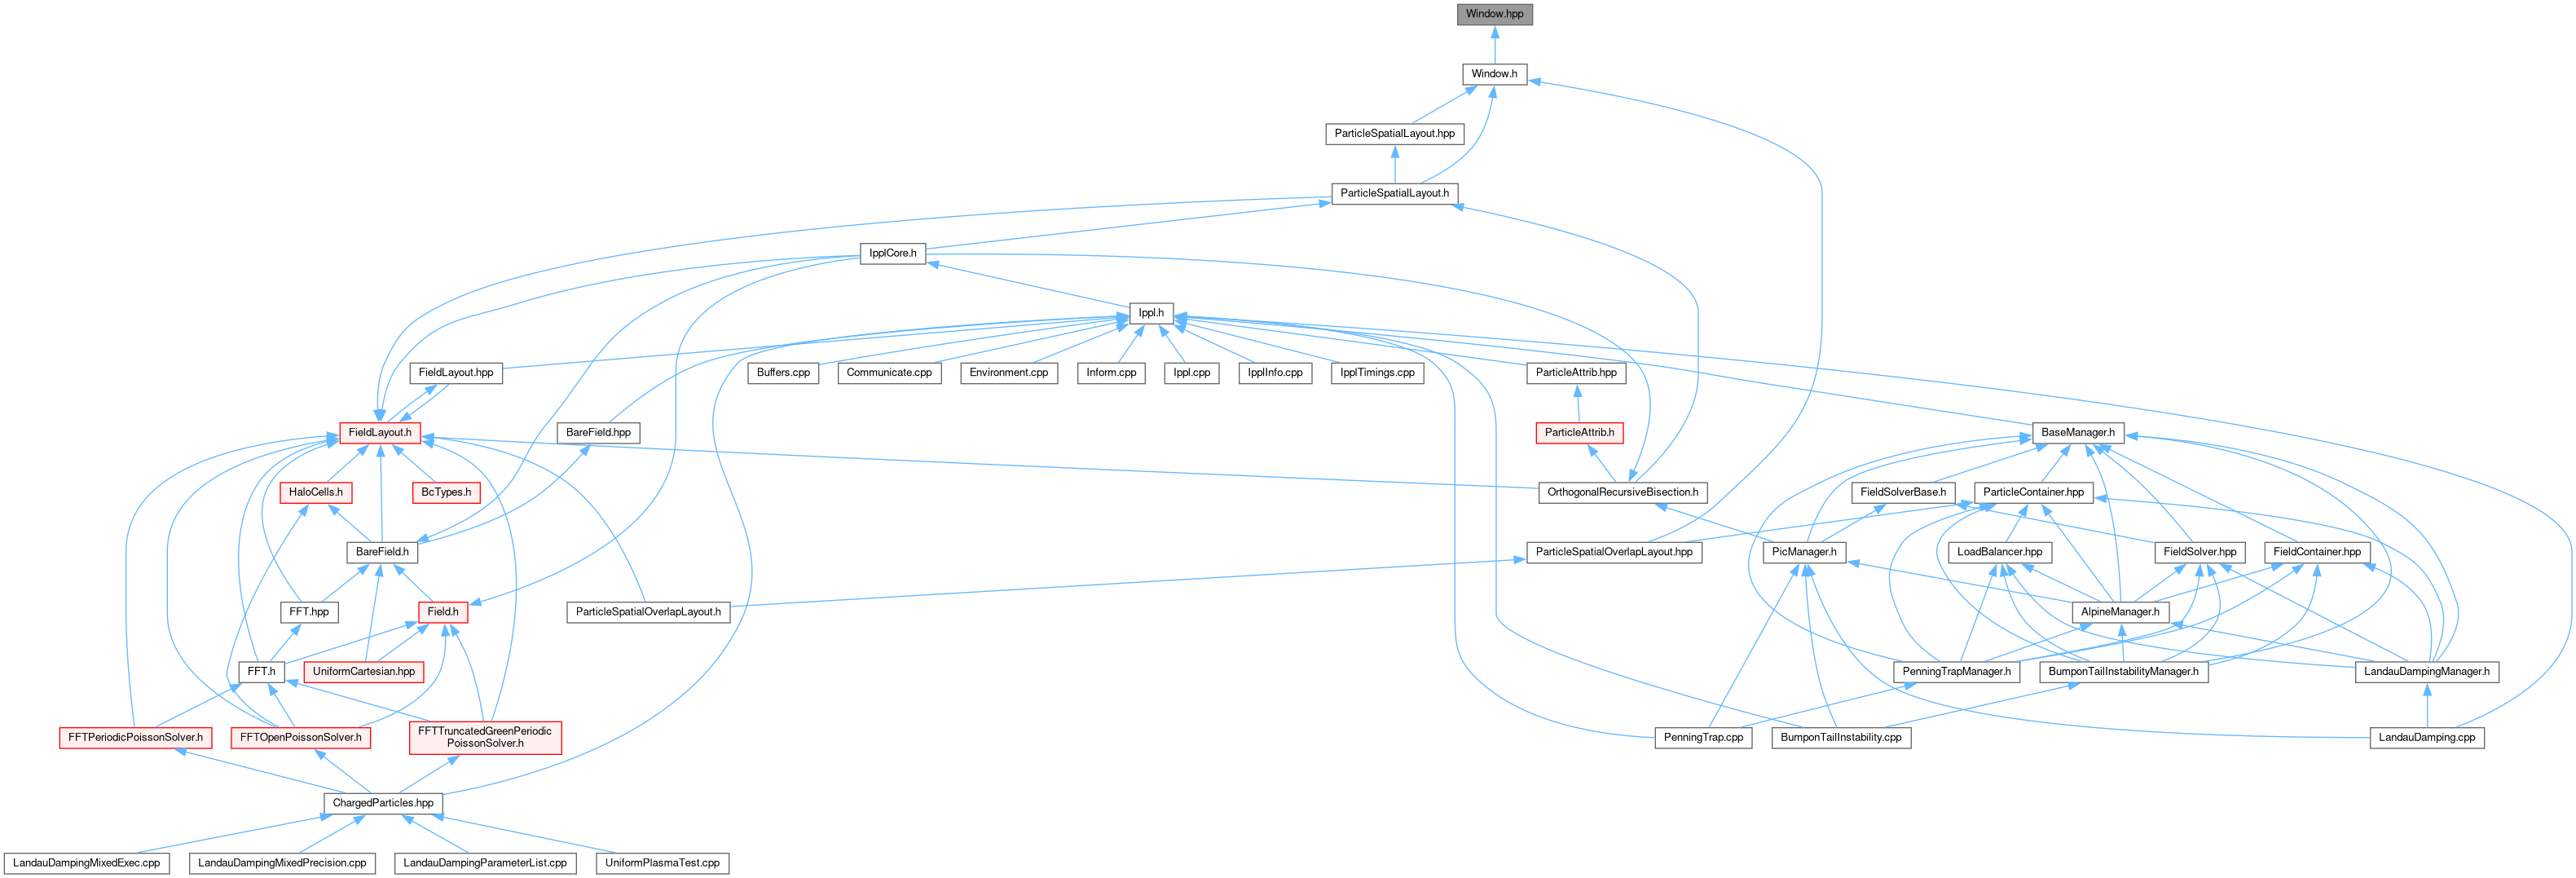 Window.hpp
Window.h
ParticleSpatialLayout.hpp
ParticleSpatialLayout.h
IpplCore.h
Ippl.h
FieldLayout.hpp
Buffers.cpp
Communicate.cpp
Environment.cpp
Inform.cpp
Ippl.cpp
IpplInfo.cpp
IpplTimings.cpp
ParticleAttrib.hpp
FieldLayout.h
BareField.hpp
ParticleAttrib.h
BaseManager.h
HaloCells.h
BcTypes.h
OrthogonalRecursiveBisection.h
FieldSolverBase.h
ParticleContainer.hpp
BareField.h
ParticleSpatialOverlapLayout.hpp
PicManager.h
LoadBalancer.hpp
FieldSolver.hpp
FieldContainer.hpp
FFT.hpp
Field.h
ParticleSpatialOverlapLayout.h
AlpineManager.h
FFT.h
UniformCartesian.hpp
PenningTrapManager.h
BumponTailInstabilityManager.h
LandauDampingManager.h
FFTPeriodicPoissonSolver.h
FFTOpenPoissonSolver.h
FFTTruncatedGreenPeriodic
PoissonSolver.h
PenningTrap.cpp
BumponTailInstability.cpp
LandauDamping.cpp
ChargedParticles.hpp
LandauDampingMixedExec.cpp
LandauDampingMixedPrecision.cpp
LandauDampingParameterList.cpp
UniformPlasmaTest.cpp